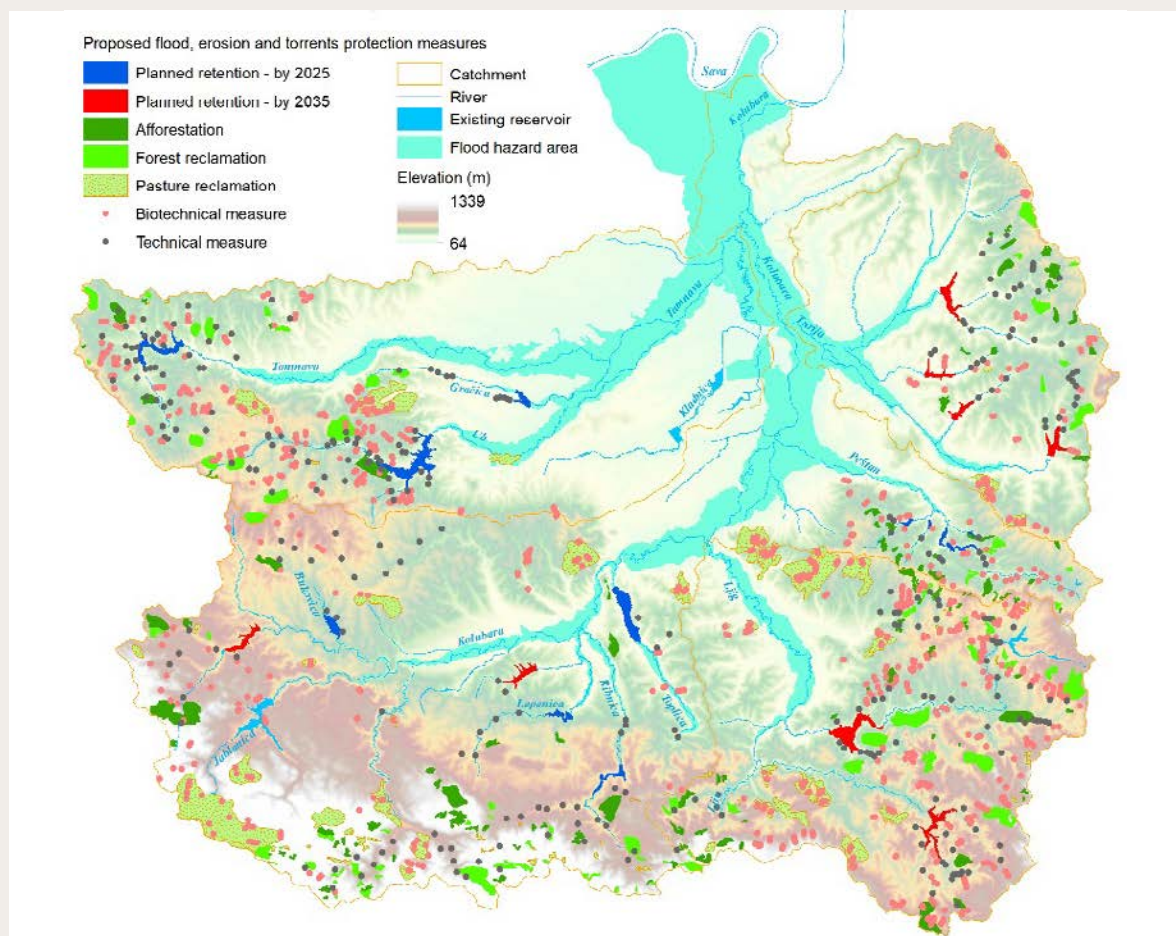 Proposed flood, erosion and torrents protection measures
Planned retention - by 2025
Planned retention - by 2035
Afforestation
Forest reclamation
Pasture reclamation
Biotechnical measure
Technical measure
Catchment
River
Existing reservoir
Flood hazard area
Elevation (m)
1339
64
Sava
Kolubara
Kolubara
Turija
Tamnava
Tamnava
Gračica
Ub
Kladnica
Peštan
Bukovica
Kolubara
Ljig
Lepenica
Ribnica
Toplica
Jablanica